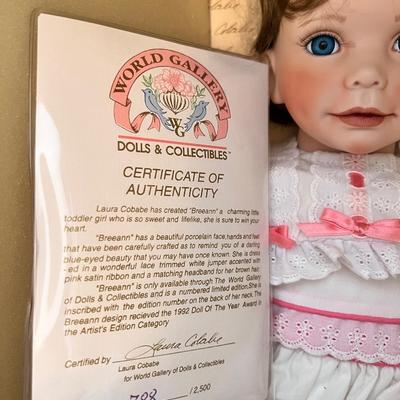 WORLD GALLERY
WG
DOLLS & COLLECTIBLES™
CERTIFICATE OF
AUTHENTICITY
Laura Cobabe has created "Breeann" a charming little
toddler girl who is so sweet and lifelike, she is sure to win your
heart.
"Breeann" has a beautiful porcelain face, hands and feet
that have been carefully crafted as to remind you of a darling
blue-eyed beauty that you may have once known. She is dress
-ed in a wonderful lace trimmed white jumper accented with
pink satin ribbon and a matching headband for her brown hair.
"Breeann" is only available through The World Gallery
of Dolls & Collectibles and is a numbered limited edition. She is
inscribed with the edition number on the back of her neck. The
Breeann design recieved the 1992 Doll Of The Year Award in
the Artist's Edition Category
Certified by Laura Cobabe
Laura Cobabe
for World Gallery of Dolls & Collectibles
798 /2,500